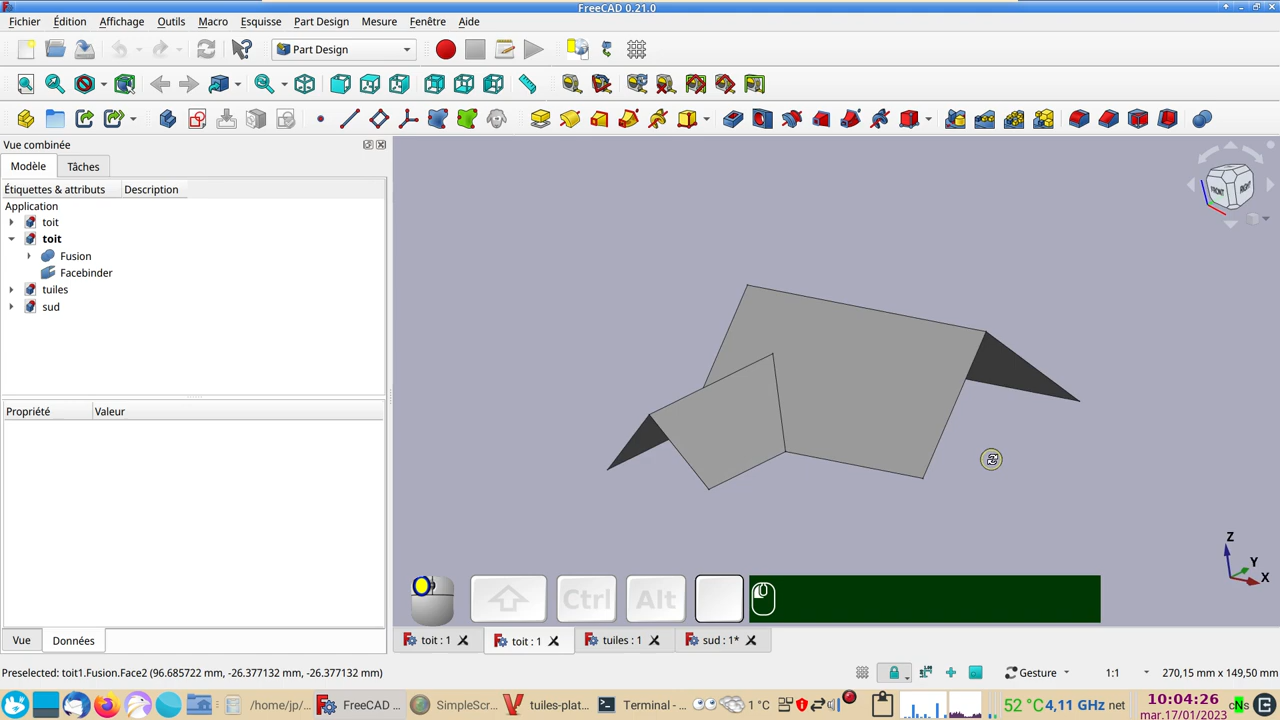 FreeCAD 0.21.0
Fichier Édition Affichage Outils Macro Esquisse Part Design Mesure Fenêtre Aide
Part Design
Vue combinée
Modèle Tâches
Étiquettes & attributs Description
Application
toit
toit
Fusion
Facebinder
tuiles
sud
FRONT RIGHT
Propriété Valeur
Z
Y
X
Ctrl Alt
Vue Données
toit : 1 toit : 1 tuiles : 1 sud : 1*
Preselected: toit1.Fusion.Face2 (96.685722 mm, -26.377132 mm, -26.377132 mm)
Gesture 1:1 270,15 mm x 149,50 mm
/home/jp/... FreeCAD ... SimpleScr... tuiles-plat... Terminal - ... 1 °C 52 °C 4,11 GHz net 10:04:26 cNs
mar.17/01/2023